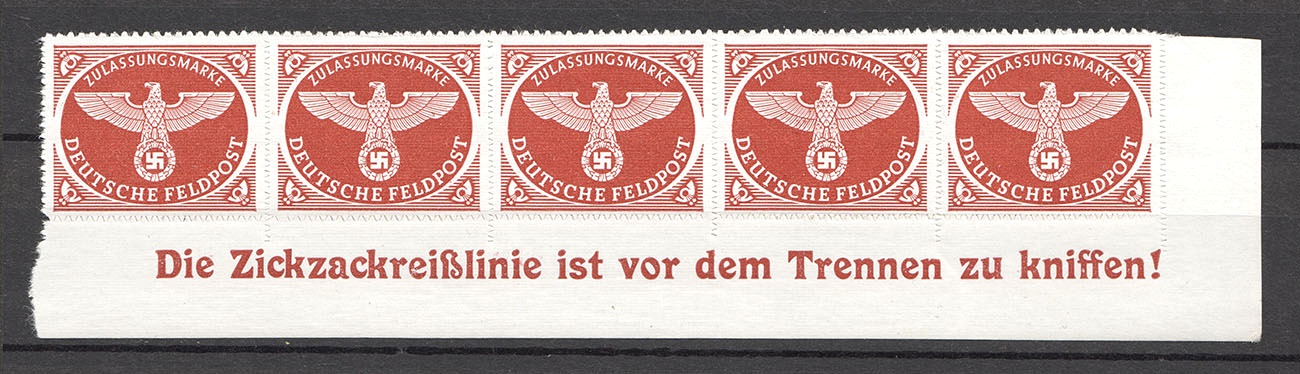 ZULASSUNGSMARKE ZULASSUNGSMARKE ZULASSUNGSMARKE ZULASSUNGSMARKE ZULASSUNGSMARKE
DEUTSCHE FELDPOST DEUTSCHE FELDPOST DEUTSCHE FELDPOST DEUTSCHE FELDPOST DEUTSCHE FELDPOST
Die Zickzackreißlinie ist vor dem Trennen zu kniffen!